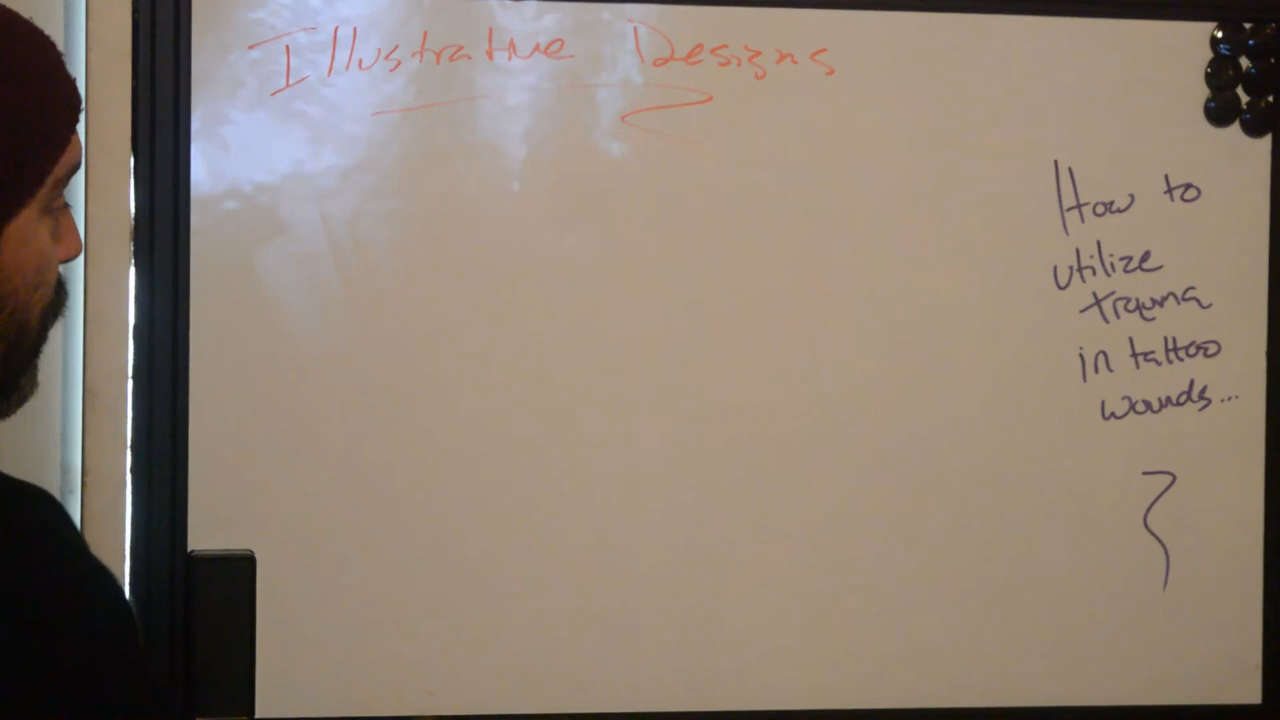 Illustrative Designs
How to
utilize
trauma
in tattoo
wounds...